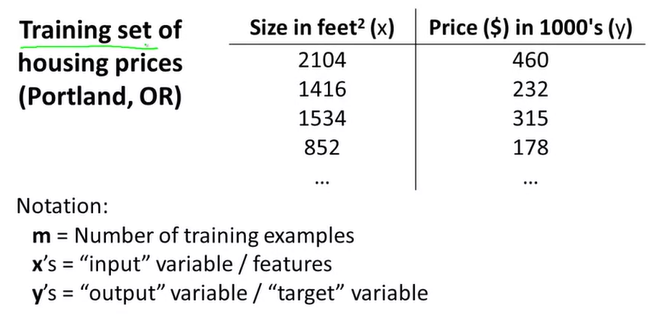 Training set of
housing prices
(Portland, OR)
Size in feet² (x) Price ($) in 1000's (y)
2104 460
1416 232
1534 315
852 178
... ...
Notation:
m = Number of training examples
x's = “input” variable / features
y's = “output” variable / “target” variable